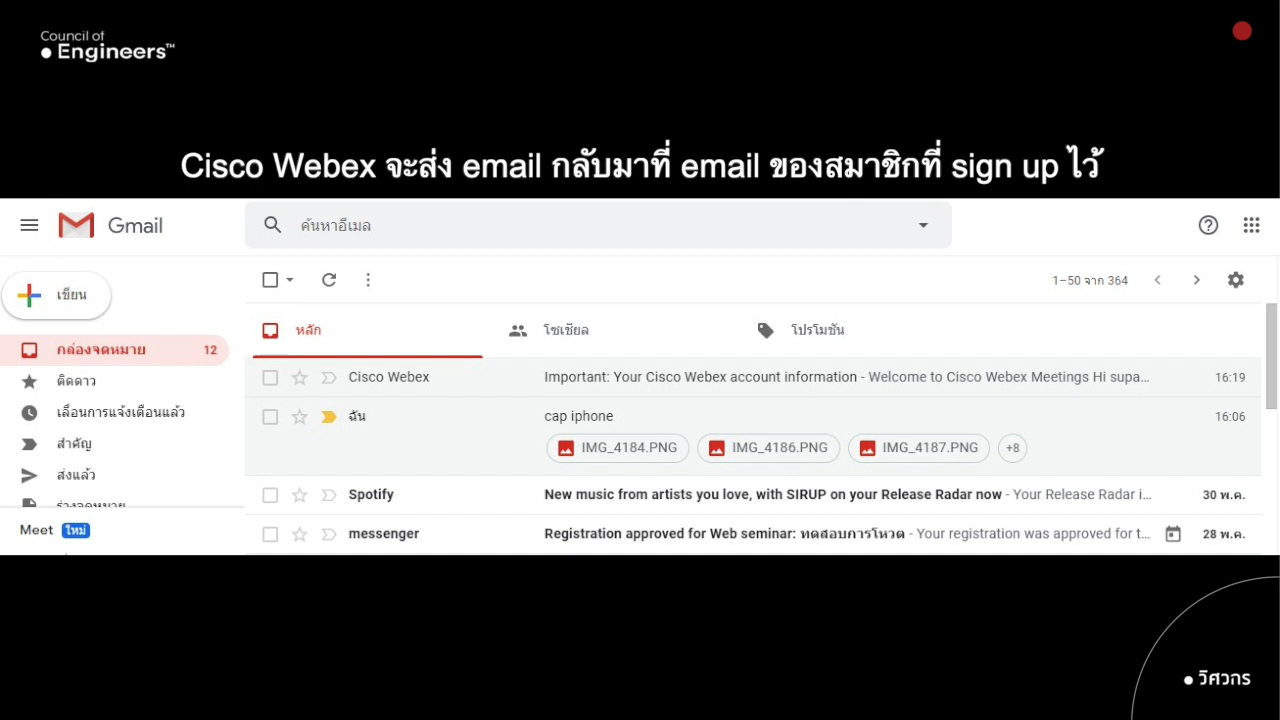 Council of
Engineers™
Cisco Webex จะส่ง email กลับมาที่ email ของสมาชิกที่ sign up ไว้
Gmail
ค้นหาอีเมล
เขียน
1–50 จาก 364
หลัก
โซเชียล
โปรโมชัน
กล่องจดหมาย 12
ติดดาว
เลื่อนการแจ้งเตือนแล้ว
สำคัญ
ส่งแล้ว
ร่างจดหมาย
Meet ใหม่
Cisco Webex Important: Your Cisco Webex account information - Welcome to Cisco Webex Meetings Hi supa… 16:19
ฉัน cap iphone 16:06
IMG_4184.PNG IMG_4186.PNG IMG_4187.PNG +8
Spotify New music from artists you love, with SIRUP on your Release Radar now - Your Release Radar i… 30 พ.ค.
messenger Registration approved for Web seminar: ทดสอบการโหวต - Your registration was approved for t… 28 พ.ค.
วิศวกร